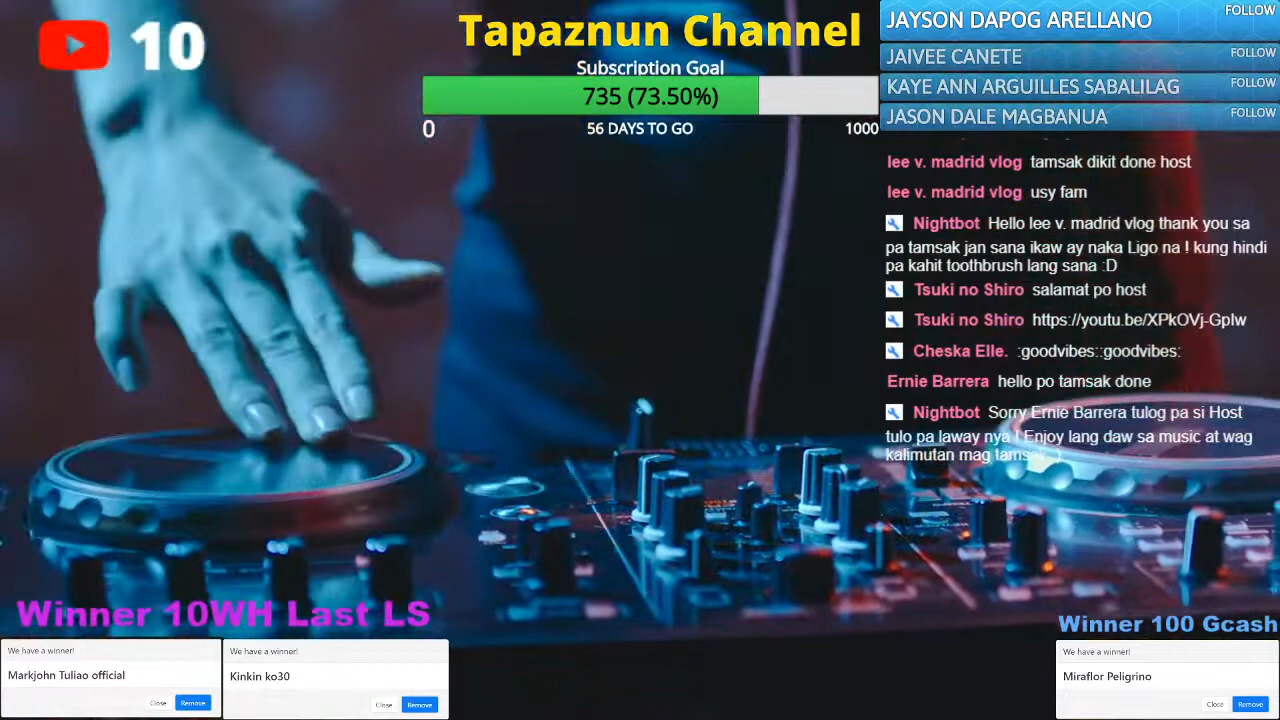 10
Tapaznun Channel
Subscription Goal
735 (73.50%)
0
56 DAYS TO GO
1000
JAYSON DAPOG ARELLANO FOLLOW
JAIVEE CANETE FOLLOW
KAYE ANN ARGUILLES SABALILAG FOLLOW
JASON DALE MAGBANUA FOLLOW
lee v. madrid vlog tamsak dikit done host
lee v. madrid vlog usy fam
Nightbot Hello lee v. madrid vlog thank you sa
pa tamsak jan sana ikaw ay naka Ligo na ! kung hindi
pa kahit toothbrush lang sana :D
Tsuki no Shiro salamat po host
Tsuki no Shiro https://youtu.be/XPkOVj-GpIw
Cheska Elle. :goodvibes::goodvibes:
Ernie Barrera hello po tamsak done
Nightbot Sorry Ernie Barrera tulog pa si Host
tulo pa laway nya ! Enjoy lang daw sa music at wag
kalimutan mag tamsak :)
Winner 10WH Last LS
We have a winner!
Markjohn Tuliao official
Close Remove
We have a winner!
Kinkin ko30
Close Remove
Winner 100 Gcash
We have a winner!
Miraflor Peligrino
Close Remove